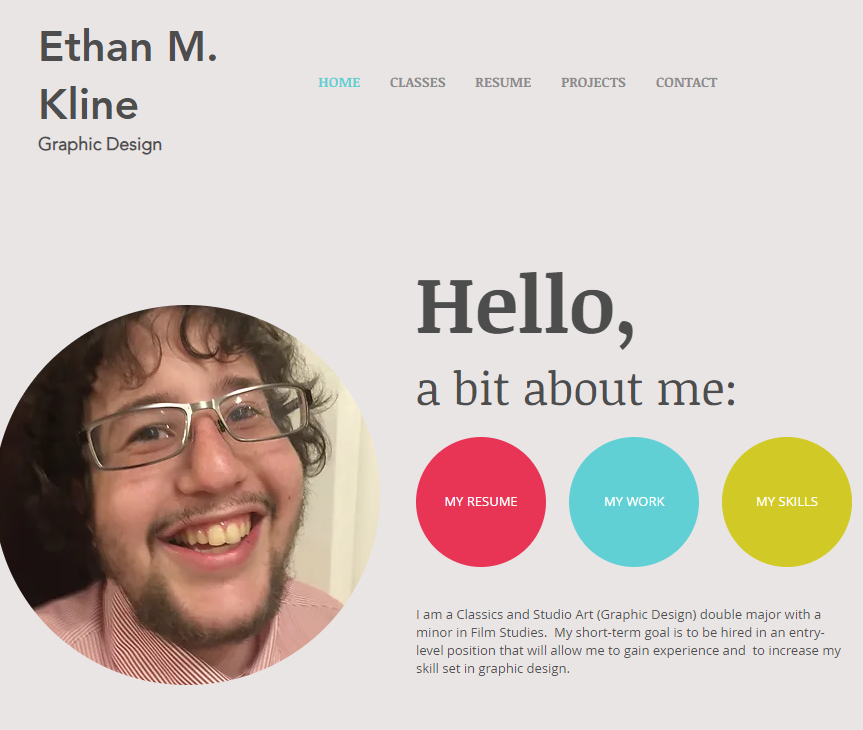 Ethan M.
Kline
Graphic Design
HOME CLASSES RESUME PROJECTS CONTACT
Hello,
a bit about me:
MY RESUME MY WORK MY SKILLS
I am a Classics and Studio Art (Graphic Design) double major with a
minor in Film Studies.  My short-term goal is to be hired in an entry-
level position that will allow me to gain experience and  to increase my
skill set in graphic design.